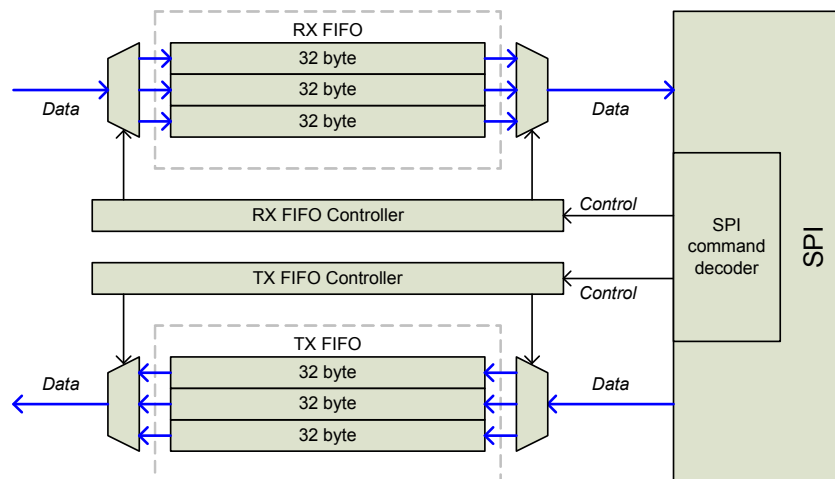 RX FIFO
32 byte
32 byte
32 byte
Data
Data
RX FIFO Controller
Control
SPI
command
decoder
SPI
TX FIFO Controller
Control
TX FIFO
32 byte
32 byte
32 byte
Data
Data